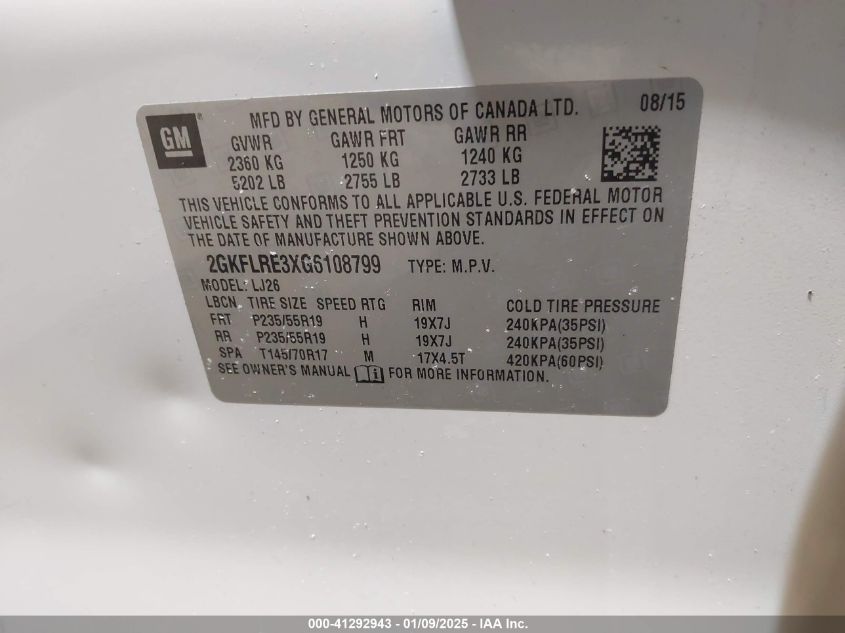 MFD BY GENERAL MOTORS OF CANADA LTD. 08/15
GM
GVWR GAWR FRT GAWR RR
2360 KG 1250 KG 1240 KG
5202 LB 2755 LB 2733 LB
THIS VEHICLE CONFORMS TO ALL APPLICABLE U.S. FEDERAL MOTOR
VEHICLE SAFETY AND THEFT PREVENTION STANDARDS IN EFFECT ON
THE DATE OF MANUFACTURE SHOWN ABOVE.
2GKFLRE3XG6108799 TYPE: M.P.V.
MODEL: LJ26
LBCN TIRE SIZE SPEED RTG RIM COLD TIRE PRESSURE
FRT P235/55R19 H 19X7J 240KPA(35PSI)
RR P235/55R19 H 19X7J 240KPA(35PSI)
SPA T145/70R17 M 17X4.5T 420KPA(60PSI)
SEE OWNER'S MANUAL FOR MORE INFORMATION.
000-41292943 - 01/09/2025 - IAA Inc.